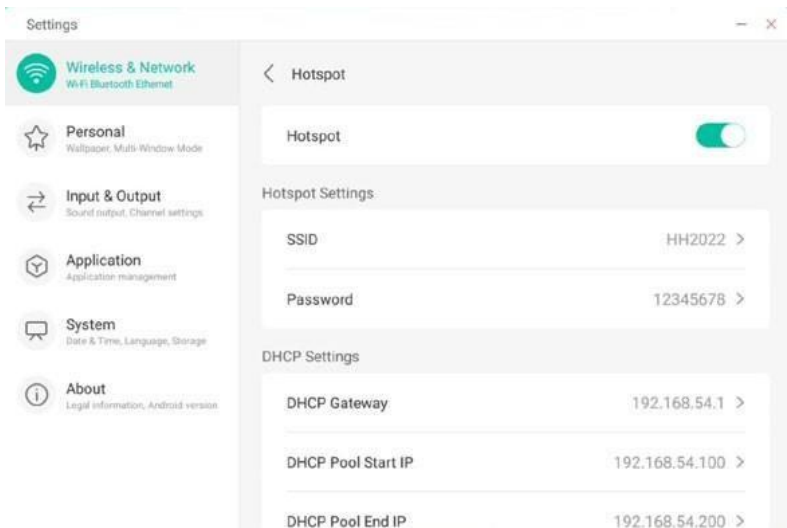 Settings
Wireless & Network
Wi-Fi Bluetooth Ethernet
Personal
Wallpaper, Multi-Window Mode
Input & Output
Sound output, Channel settings
Application
Application management
System
Date & Time, Language, Storage
About
Legal information, Android version
Hotspot
Hotspot
Hotspot Settings
SSID HH2022
Password 12345678
DHCP Settings
DHCP Gateway 192.168.54.1
DHCP Pool Start IP 192.168.54.100
DHCP Pool End IP 192.168.54.200